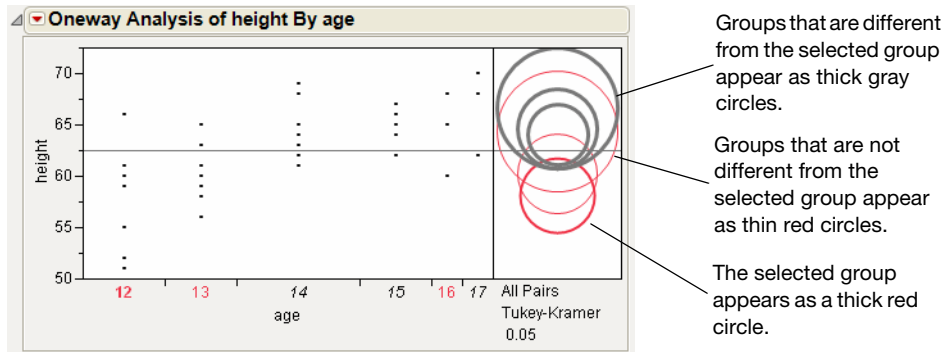 Oneway Analysis of height By age
70
65
60
55
50
height
12 13 14 15 16 17
age
All Pairs
Tukey-Kramer
0.05
Groups that are different
from the selected group
appear as thick gray
circles.
Groups that are not
different from the
selected group appear
as thin red circles.
The selected group
appears as a thick red
circle.